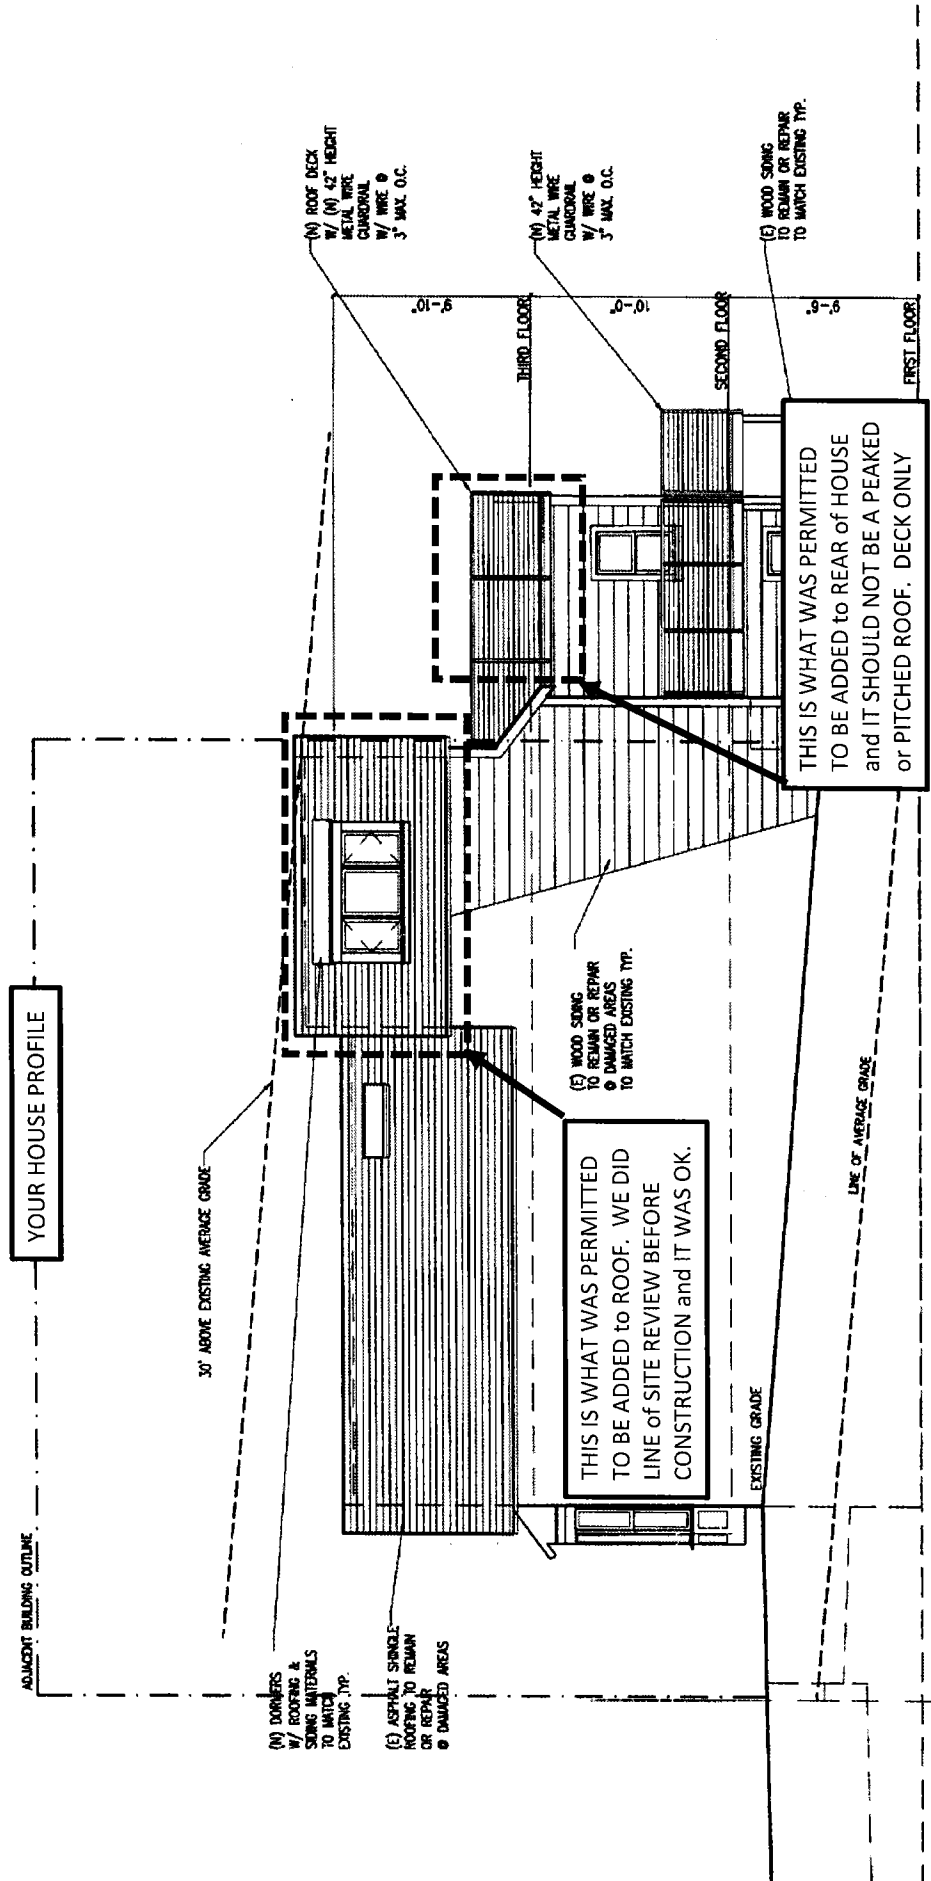 YOUR HOUSE PROFILE
ADJACENT BUILDING OUTLINE
30' ABOVE EXISTING AVERAGE GRADE
(N) DORMERS
W/ ROOFING &
SIDING MATERIALS
TO MATCH
EXISTING TYP.
(E) ASPHALT SHINGLE
ROOFING TO REMAIN
OR REPAIR
@ DAMAGED AREAS
(N) ROOF DECK
W/ (N) 42" HEIGHT
METAL WIRE
GUARDRAIL
W/ WIRE @
3" MAX. O.C.
(N) 42" HEIGHT
METAL WIRE
GUARDRAIL
W/ WIRE @
3" MAX. O.C.
(E) WOOD SIDING
TO REMAIN OR REPAIR
TO MATCH EXISTING TYP.
9'-10"
THIRD FLOOR
10'-0"
SECOND FLOOR
9'-6"
FIRST FLOOR
(E) WOOD SIDING
TO REMAIN OR REPAIR
@ DAMAGED AREAS
TO MATCH EXISTING TYP.
THIS IS WHAT WAS PERMITTED
TO BE ADDED to ROOF. WE DID
LINE of SITE REVIEW BEFORE
CONSTRUCTION and IT WAS OK.
THIS IS WHAT WAS PERMITTED
TO BE ADDED to REAR of HOUSE
and IT SHOULD NOT BE A PEAKED
or PITCHED ROOF. DECK ONLY
EXISTING GRADE
LINE OF AVERAGE GRADE